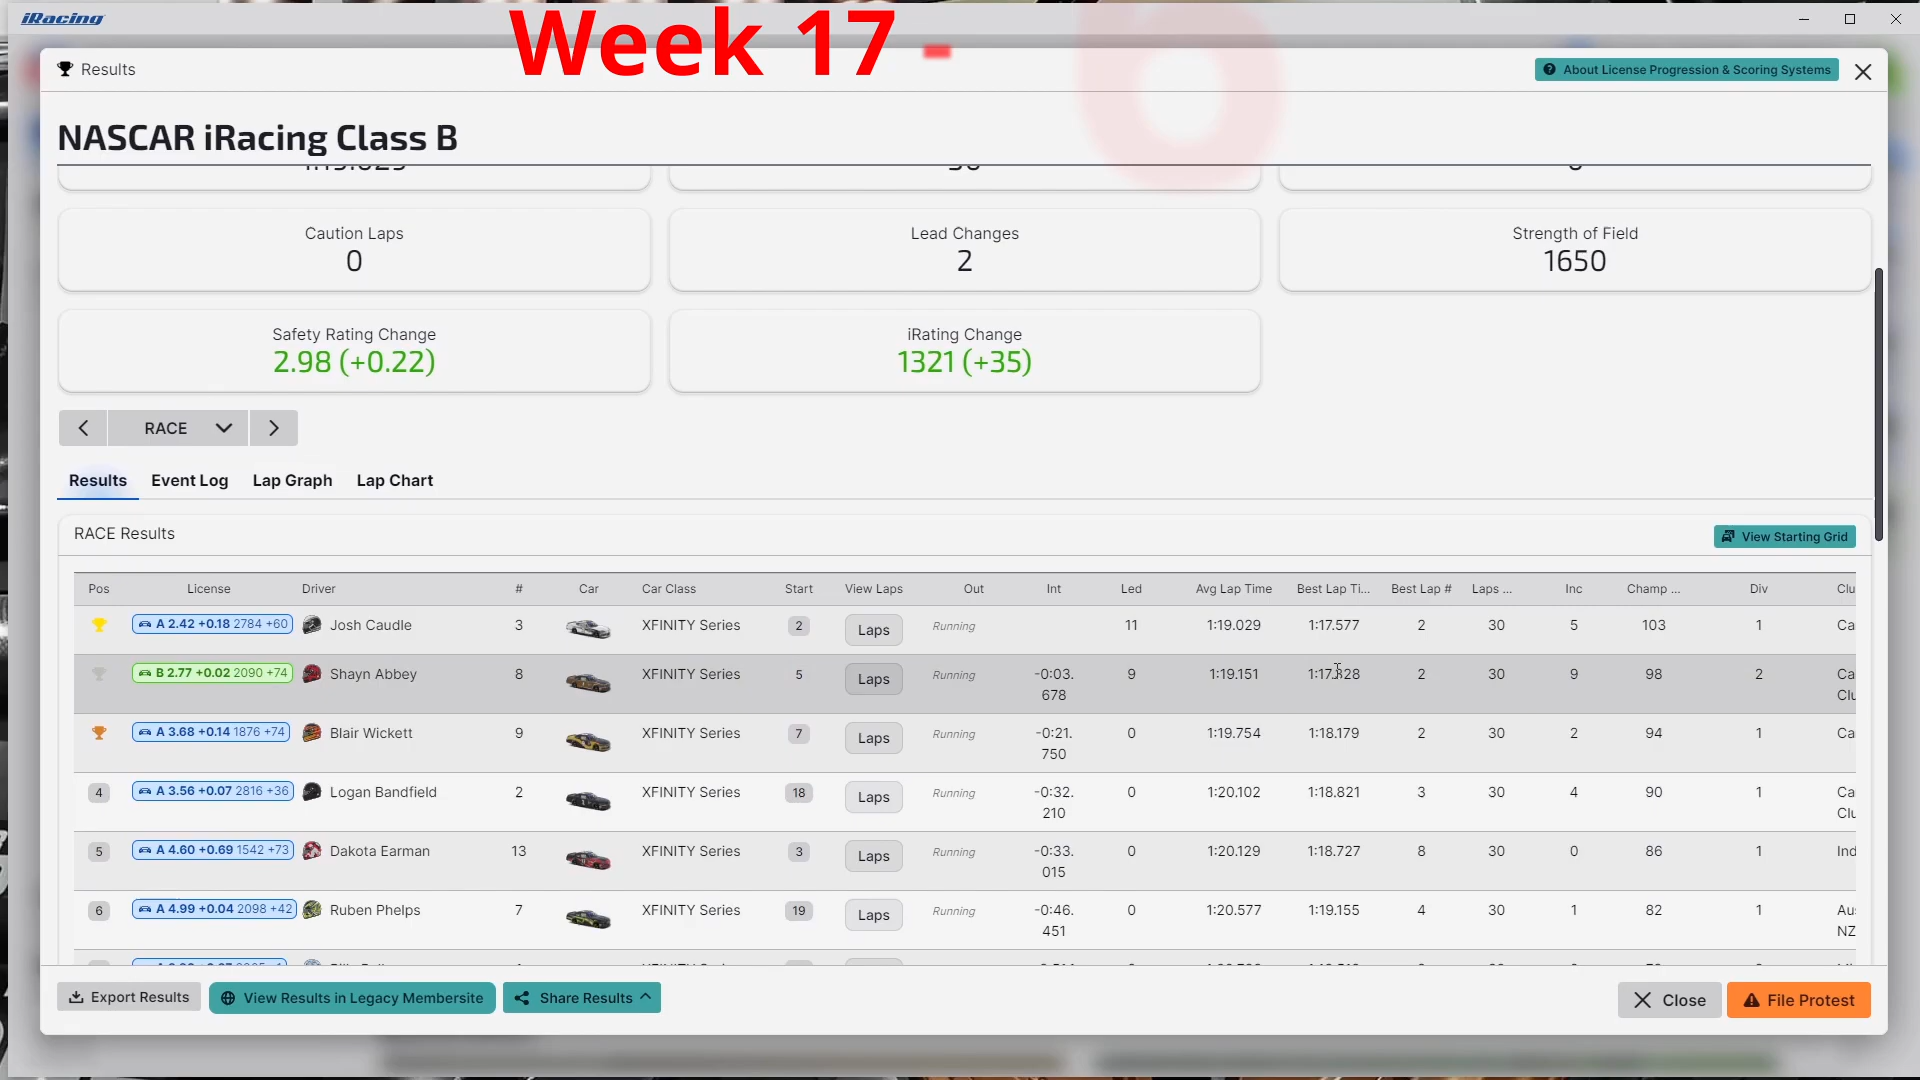 iRacing
Week 17 - 6
Results
About License Progression & Scoring Systems
NASCAR iRacing Class B
Caution Laps
0
Lead Changes
2
Strength of Field
1650
Safety Rating Change
2.98 (+0.22)
iRating Change
1321 (+35)
RACE
Results Event Log Lap Graph Lap Chart
RACE Results
View Starting Grid
Pos License Driver # Car Car Class Start View Laps Out Int Led Avg Lap Time Best Lap Ti... Best Lap # Laps ... Inc Champ ... Div Clu
A 2.42 +0.18 2784 +60 Josh Caudle 3 XFINITY Series 2 Laps Running 11 1:19.029 1:17.577 2 30 5 103 1 Ca
B 2.77 +0.02 2090 +74 Shayn Abbey 8 XFINITY Series 5 Laps Running -0:03. 9 1:19.151 1:17.828 2 30 9 98 2 Ca
678 Clu
A 3.68 +0.14 1876 +74 Blair Wickett 9 XFINITY Series 7 Laps Running -0:21. 0 1:19.754 1:18.179 2 30 2 94 1 Ca
750
4 A 3.56 +0.07 2816 +36 Logan Bandfield 2 XFINITY Series 18 Laps Running -0:32. 0 1:20.102 1:18.821 3 30 4 90 1 Ca
210 Clu
5 A 4.60 +0.69 1542 +73 Dakota Earman 13 XFINITY Series 3 Laps Running -0:33. 0 1:20.129 1:18.727 8 30 0 86 1 Ind
015
6 A 4.99 +0.04 2098 +42 Ruben Phelps 7 XFINITY Series 19 Laps Running -0:46. 0 1:20.577 1:19.155 4 30 1 82 1 Au
451 NZ
Export Results
View Results in Legacy Membersite
Share Results
Close
File Protest